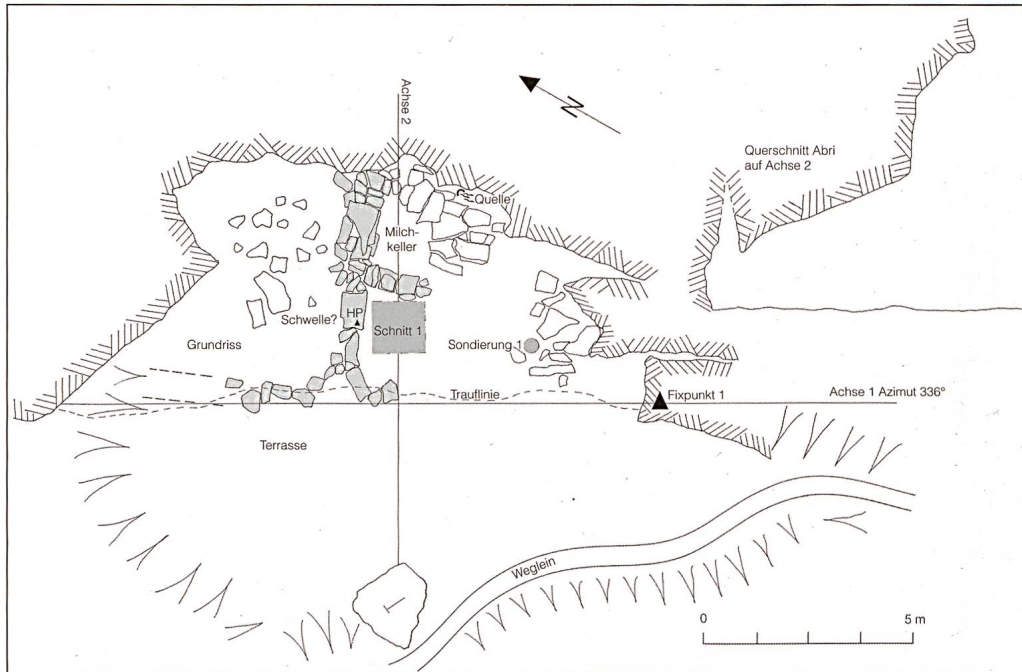 Achse 2
N
Querschnitt Abri
auf Achse 2
Quelle
Milch-
keller
HP
Schwelle?
Schnitt 1
Grundriss
Sondierung 1
Trauflinie
Fixpunkt 1
Achse 1 Azimut 336°
Terrasse
Weglein
0
5 m